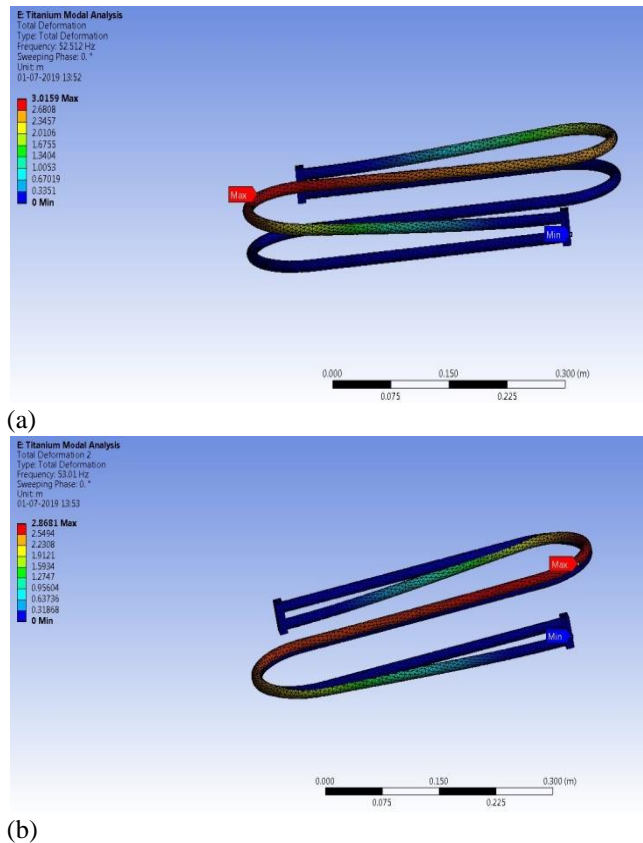 E: Titanium Modal Analysis
Total Deformation
Type: Total Deformation
Frequency: 52.512 Hz
Sweeping Phase: 0. °
Unit: m
01-07-2019 13:52
3.0159 Max
2.6808
2.3457
2.0106
1.6755
1.3404
1.0053
0.67019
0.3351
0 Min
Max
Min
0.000 0.150 0.300 (m)
0.075 0.225
(a)
E: Titanium Modal Analysis
Total Deformation 2
Type: Total Deformation
Frequency: 53.01 Hz
Sweeping Phase: 0. °
Unit: m
01-07-2019 13:53
2.8681 Max
2.5494
2.2308
1.9121
1.5934
1.2747
0.95604
0.63736
0.31868
0 Min
Max
Min
0.000 0.150 0.300 (m)
0.075 0.225
(b)